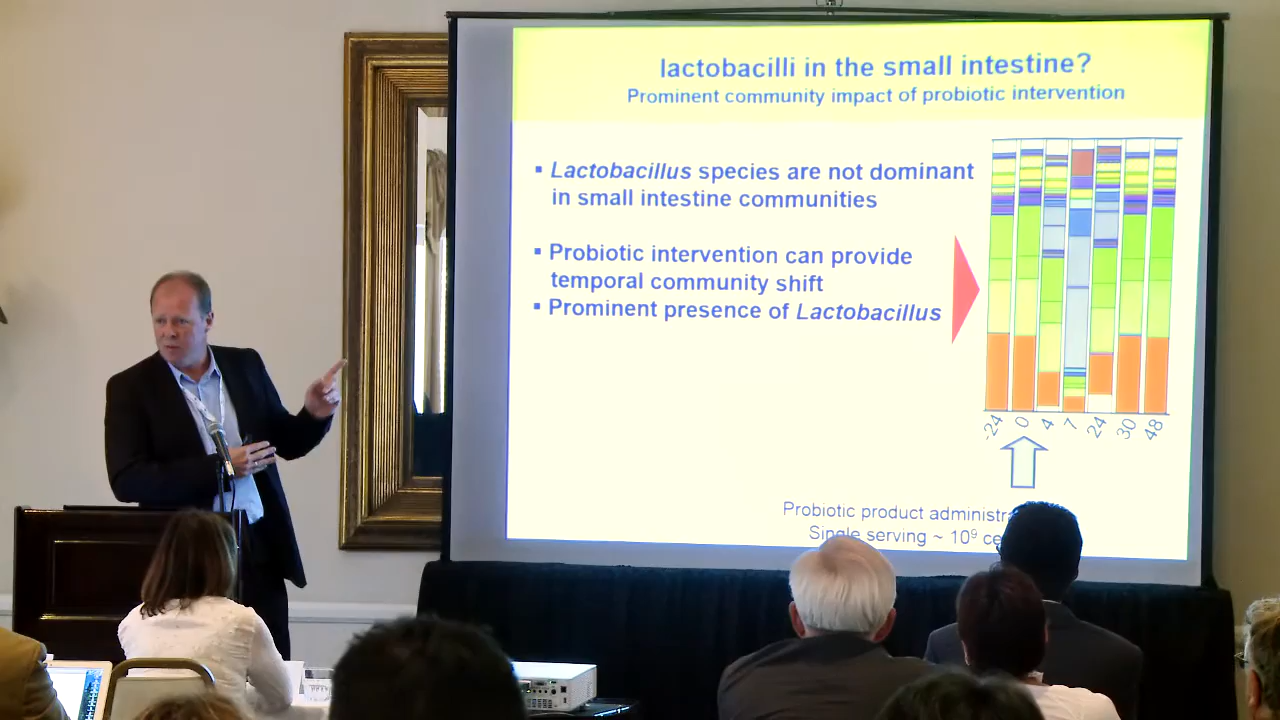 lactobacilli in the small intestine?
Prominent community impact of probiotic intervention
▪ Lactobacillus species are not dominant
in small intestine communities
▪ Probiotic intervention can provide
temporal community shift
▪ Prominent presence of Lactobacillus
-24 0 4 7 24 30 48
Probiotic product
Single serving ~ 10⁹